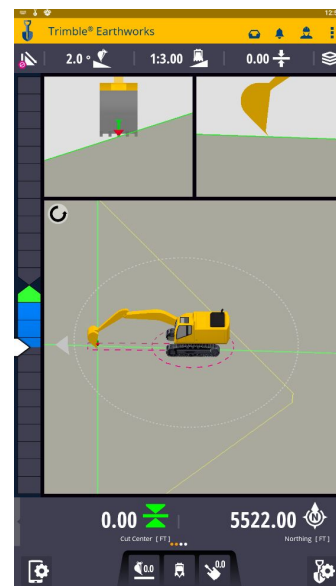 Trimble® Earthworks
2.0 °
1:3.00
0.00
0.00
5522.00
N
Cut Center [ FT ]
Northing [ FT ]
0.0
0.0